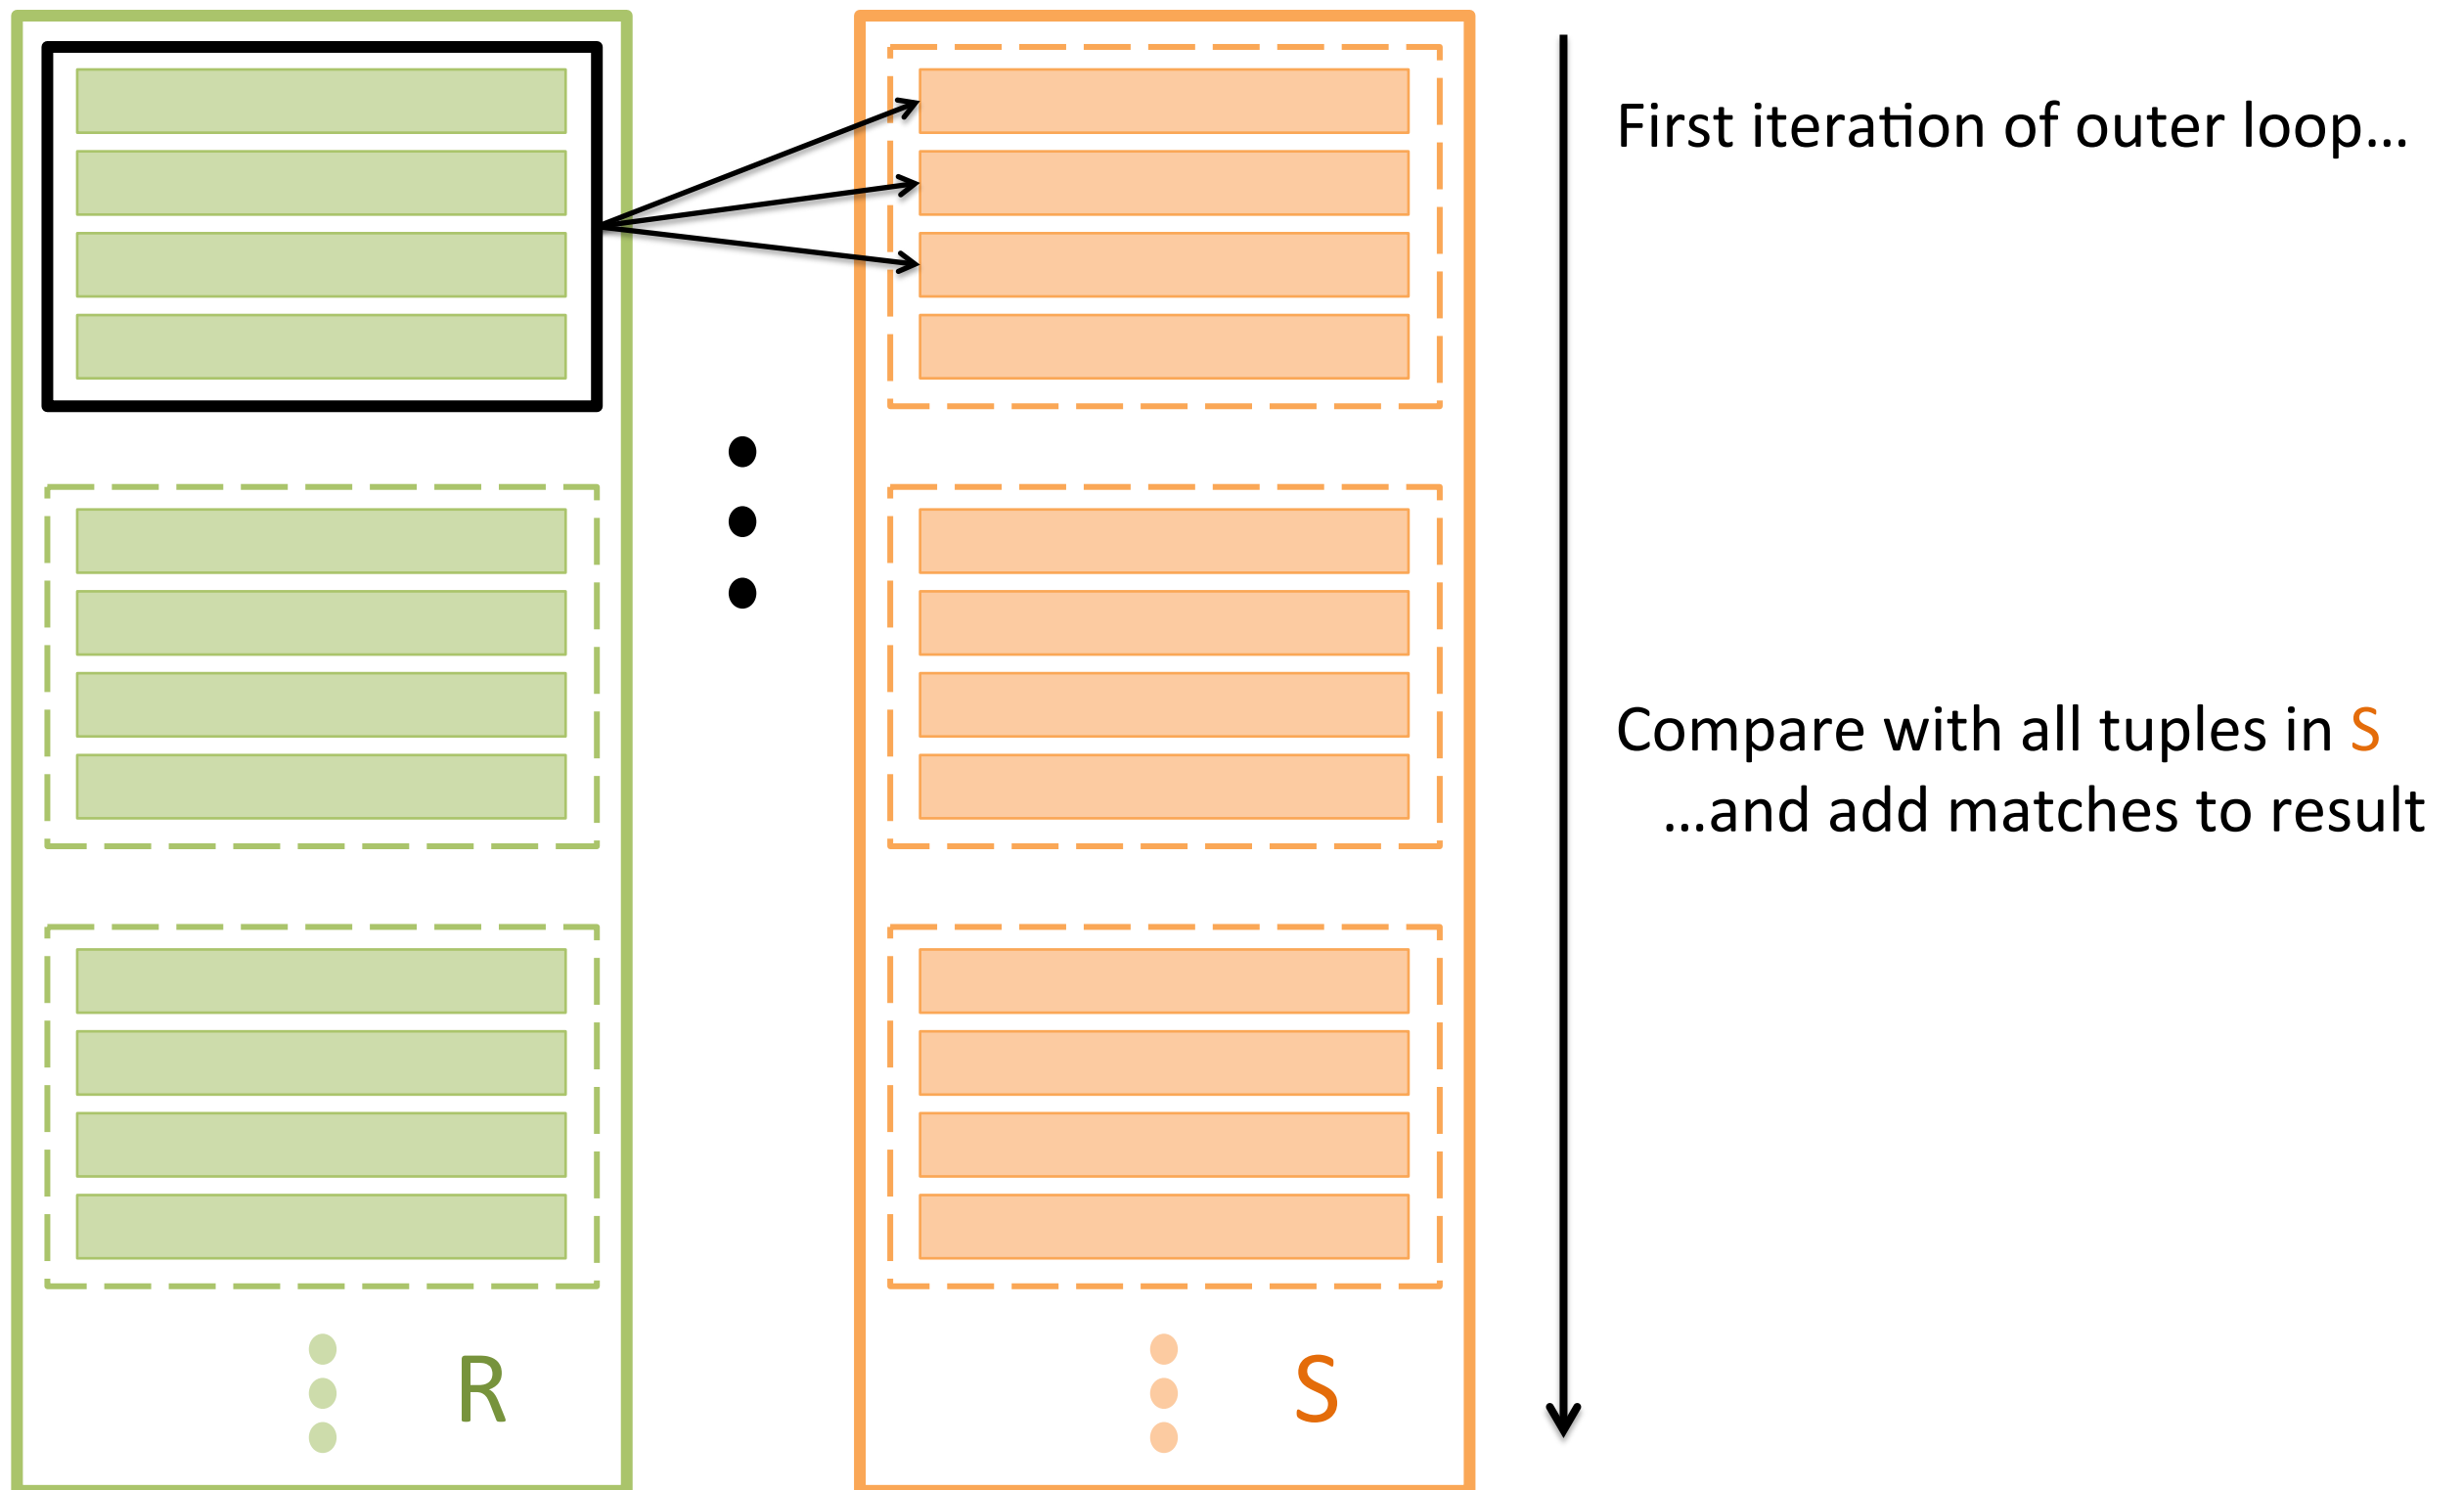 First iteration of outer loop...
Compare with all tuples in S
...and add matches to result
R
S